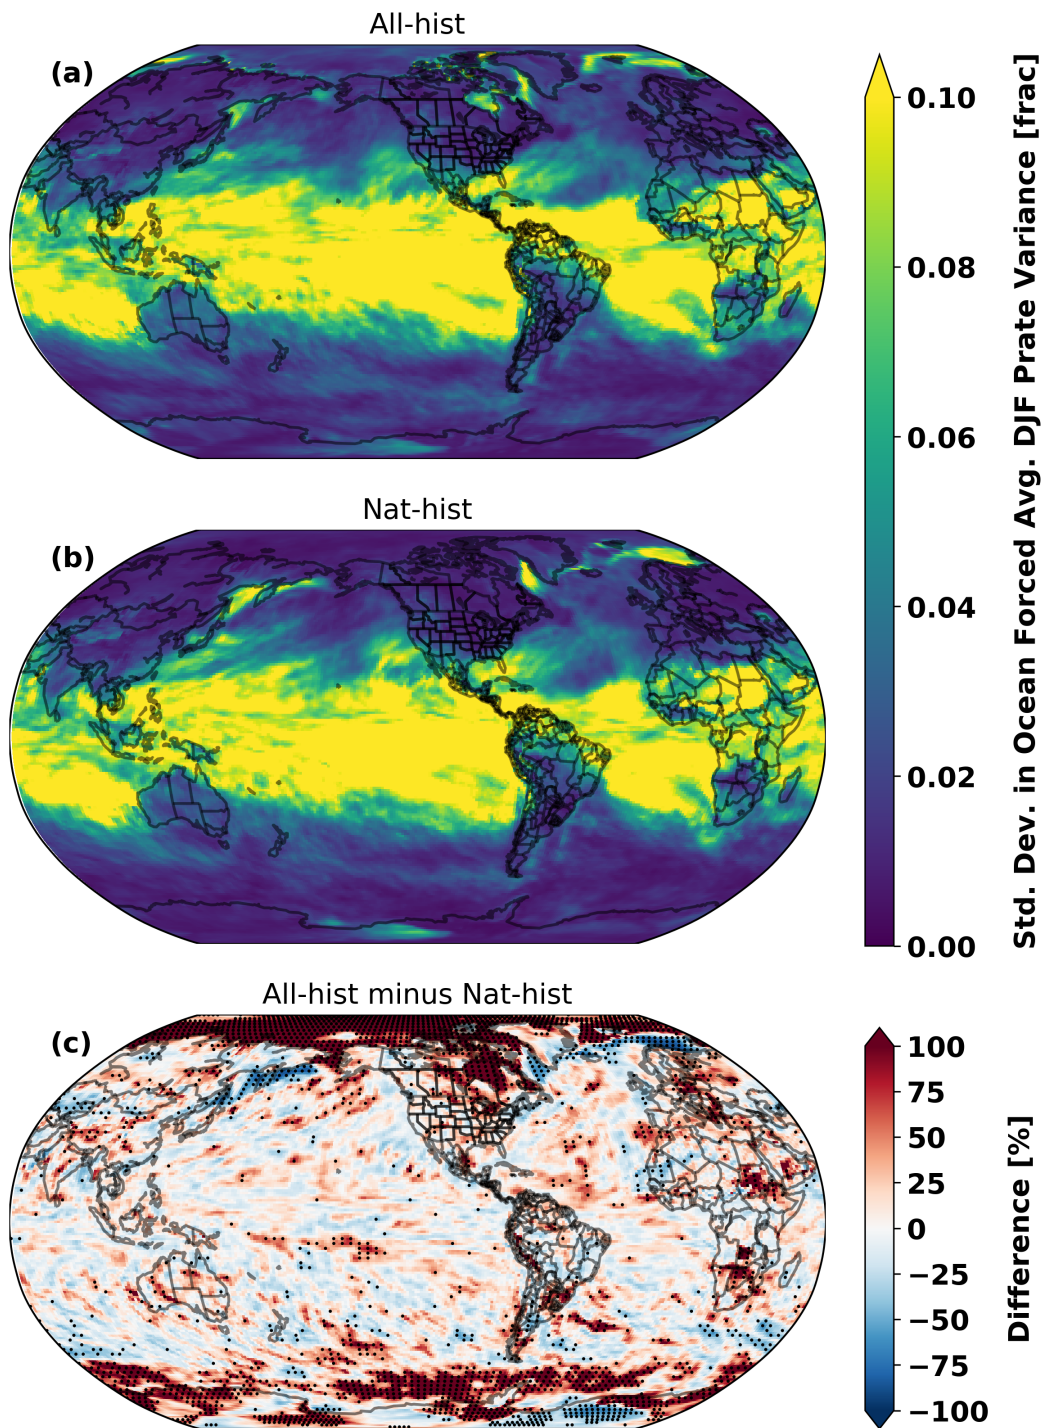 All-hist
(a)
Nat-hist
(b)
0.10
0.08
0.06
0.04
0.02
0.00
Std. Dev. in Ocean Forced Avg. DJF Prate Variance [frac]
All-hist minus Nat-hist
(c)
100
75
50
25
0
−25
−50
−75
−100
Difference [%]